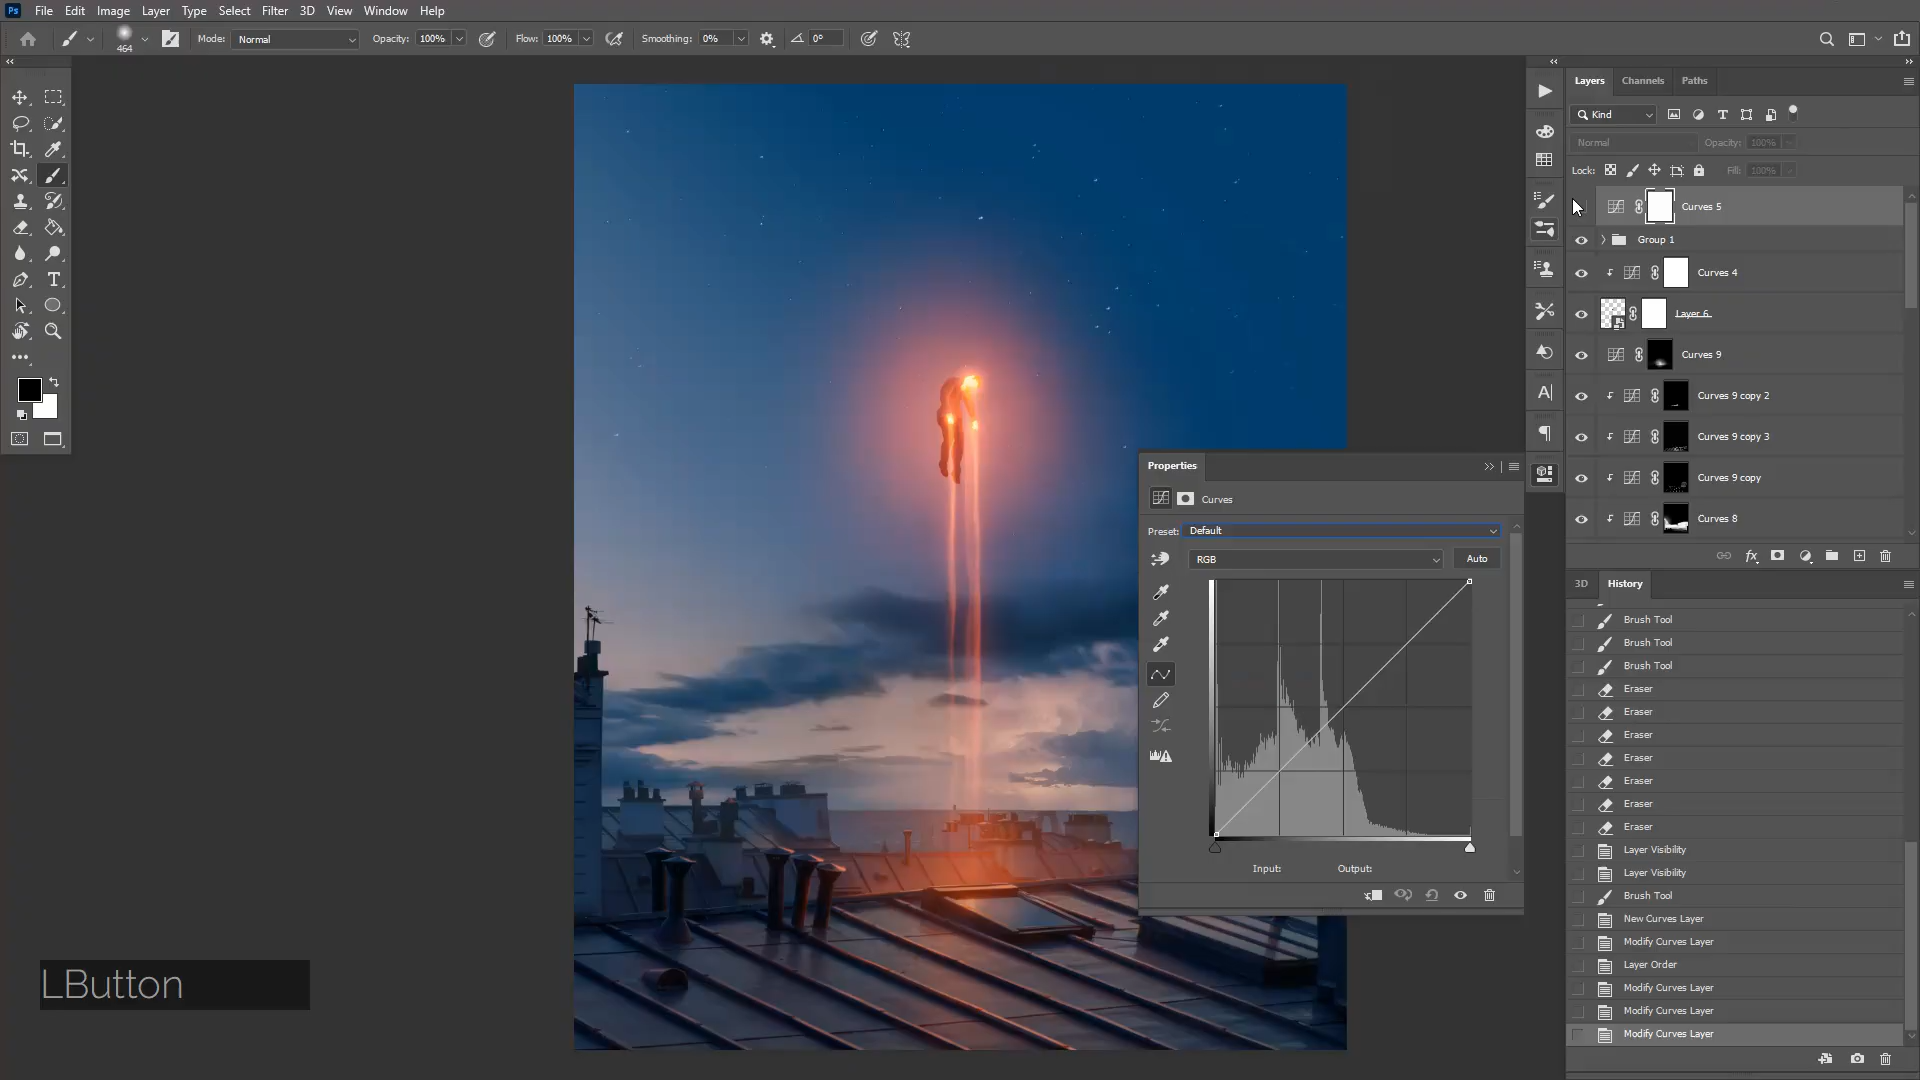 Ps File Edit Image Layer Type Select Filter 3D View Window Help
464 Mode: Normal Opacity: 100% Flow: 100% Smoothing: 0% 0°
Layers Channels Paths
Kind
Normal Opacity: 100%
Lock: Fill: 100%
Curves 5
Group 1
Curves 4
Layer 6
Curves 9
Curves 9 copy 2
Curves 9 copy 3
Curves 9 copy
Curves 8
fx
Properties
Curves
Preset: Default
RGB Auto
Input: Output:
3D History
Brush Tool
Brush Tool
Brush Tool
Eraser
Eraser
Eraser
Eraser
Eraser
Eraser
Eraser
Layer Visibility
Layer Visibility
Brush Tool
New Curves Layer
Modify Curves Layer
Layer Order
Modify Curves Layer
Modify Curves Layer
Modify Curves Layer
LButton